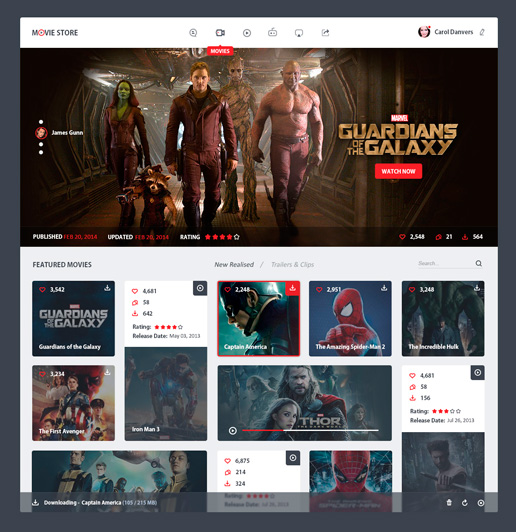 MOVIE STORE
Carol Danvers
MOVIES
James Gunn
MARVEL
GUARDIANS
OF THE
GALAXY
WATCH NOW
PUBLISHED FEB 20, 2014 UPDATED FEB 20, 2014 RATING 2,548 21 564
FEATURED MOVIES New Realised / Trailers & Clips Search...
3,542
GUARDIANS
OF THE
GALAXY
Guardians of the Galaxy
4,681
58
642
Rating:
Release Date: May 03, 2013
2,248
Captain America
2,951
The Amazing Spider-Man 2
3,248
The Incredible Hulk
3,234
The First Avenger
Iron Man 3
THOR
4,681
58
156
Rating:
Release Date: Jul 26, 2013
6,875
214
324
Downloading - Captain America (105 / 215 MB)